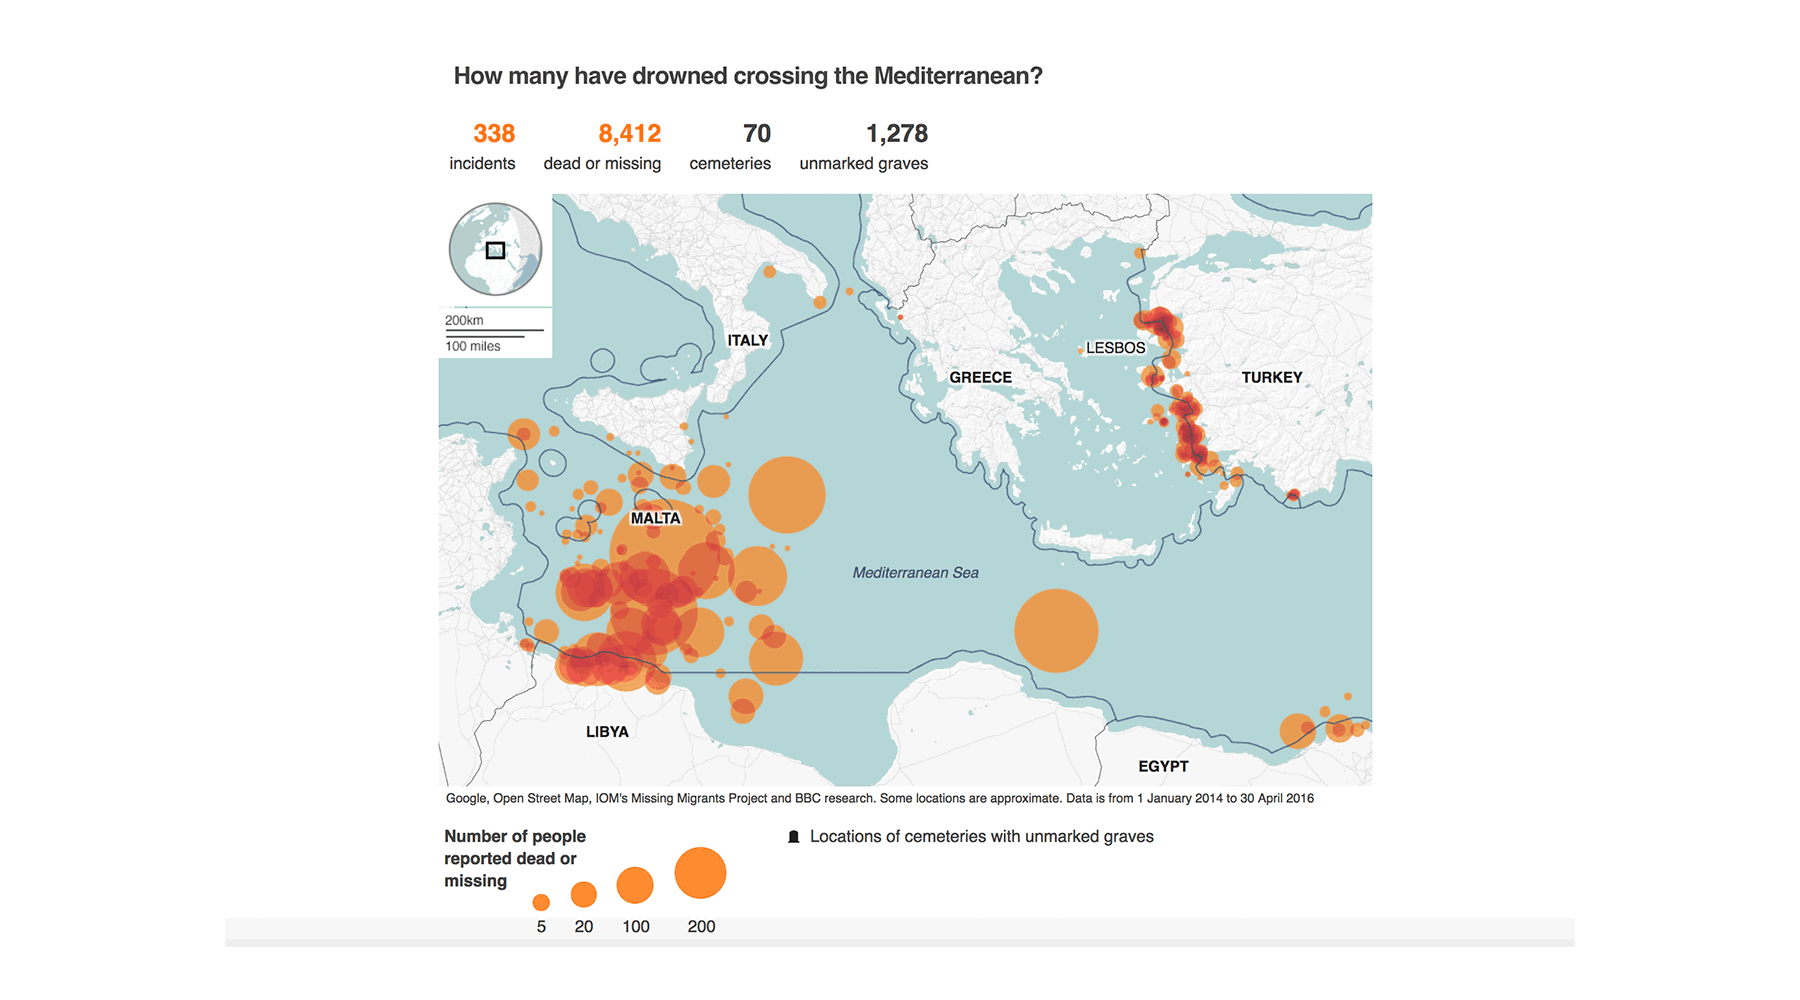 How many have drowned crossing the Mediterranean?
338
8,412
70
1,278
incidents
dead or missing
cemeteries
unmarked graves
200km
100 miles
ITALY
LESBOS
GREECE
TURKEY
MALTA
Mediterranean Sea
LIBYA
EGYPT
Google, Open Street Map, IOM's Missing Migrants Project and BBC research. Some locations are approximate. Data is from 1 January 2014 to 30 April 2016
Number of people
reported dead or
missing
Locations of cemeteries with unmarked graves
5
20
100
200